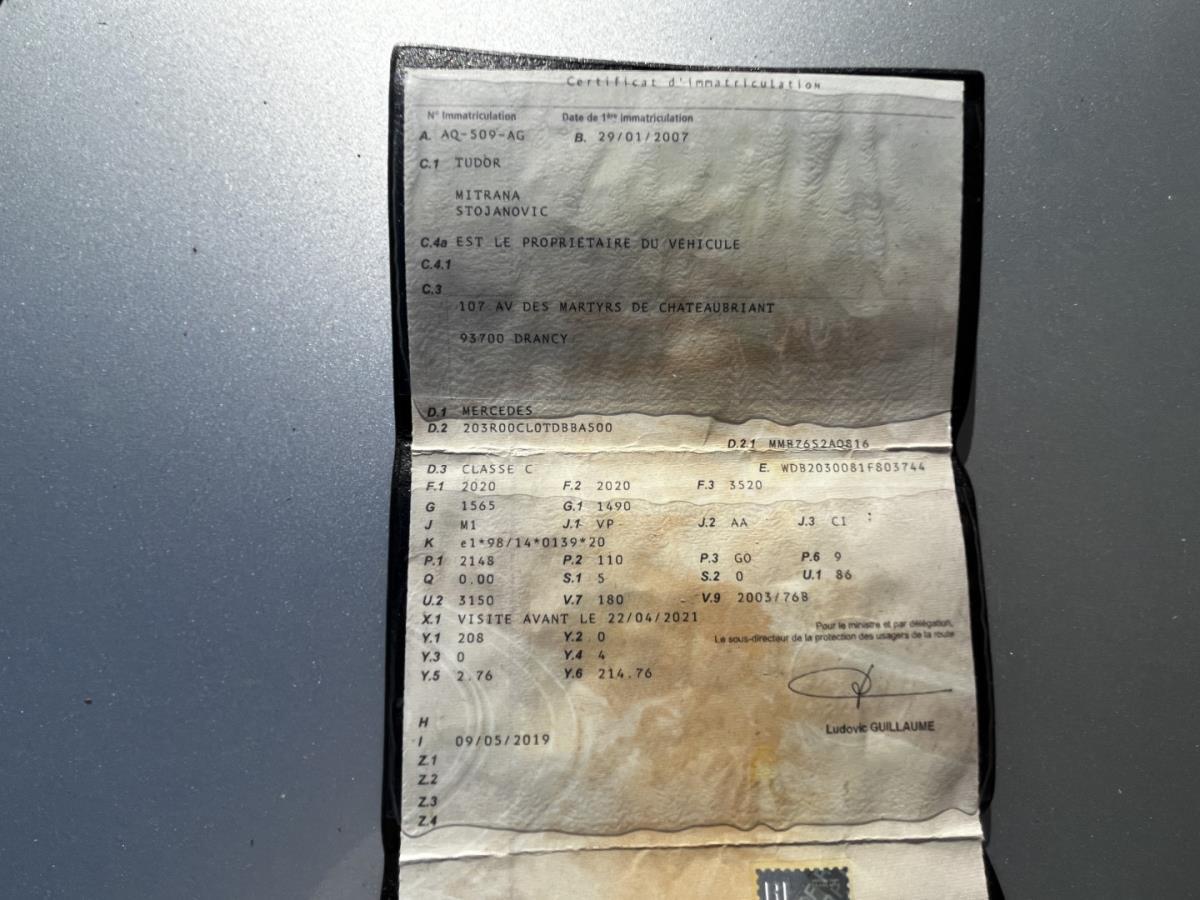 Certificat d'immatriculation
N° Immatriculation Date de 1ère immatriculation
A. AQ-509-AG B. 29/01/2007
C.1 TUDOR
MITRANA
STOJANOVIC
C.4a EST LE PROPRIÉTAIRE DU VÉHICULE
C.4.1
C.3
107 AV DES MARTYRS DE CHATEAUBRIANT
93700 DRANCY
D.1 MERCEDES
D.2 203R00CL0TDBBA500
D.2.1 MMRZ6S2AQ816
D.3 CLASSE C E. WDB2030081F803744
F.1 2020 F.2 2020 F.3 3520
G 1565 G.1 1490
J M1 J.1 VP J.2 AA J.3 CI
K e1*98/14*0139*20
P.1 2148 P.2 110 P.3 GO P.6 9
Q 0.00 S.1 5 S.2 0 U.1 86
U.2 3150 V.7 180 V.9 2003/76B
X.1 VISITE AVANT LE 22/04/2021
Pour le ministre et par délégation,
Y.1 208 Y.2 0 Le sous-directeur de la protection des usagers de la route
Y.3 0 Y.4 4
Y.5 2.76 Y.6 214.76
H
Ludovic GUILLAUME
I 09/05/2019
Z.1
Z.2
Z.3
Z.4